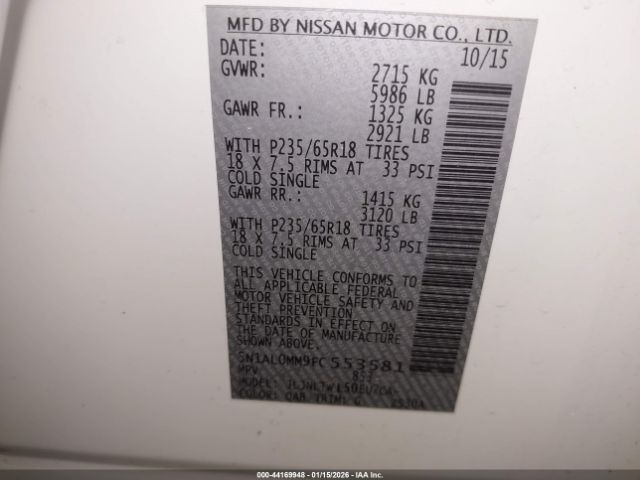 MFD BY NISSAN MOTOR CO., LTD.
DATE: 10/15
GVWR: 2715 KG
5986 LB
GAWR FR.: 1325 KG
2921 LB
WITH P235/65R18 TIRES
18 X 7.5 RIMS AT 33 PSI
COLD SINGLE
GAWR RR.: 1415 KG
3120 LB
WITH P235/65R18 TIRES
18 X 7.5 RIMS AT 33 PSI
COLD SINGLE
THIS VEHICLE CONFORMS TO
ALL APPLICABLE FEDERAL
MOTOR VEHICLE SAFETY AND
THEFT PREVENTION
STANDARDS IN EFFECT ON
THE DATE OF MANUFACTURE
SHOWN ABOVE.
5N1AL0MM9FC553581
MPV
MODEL:
COLOR: QAB TRIM: G
000-44169948 - 01/15/2026 - IAA Inc.